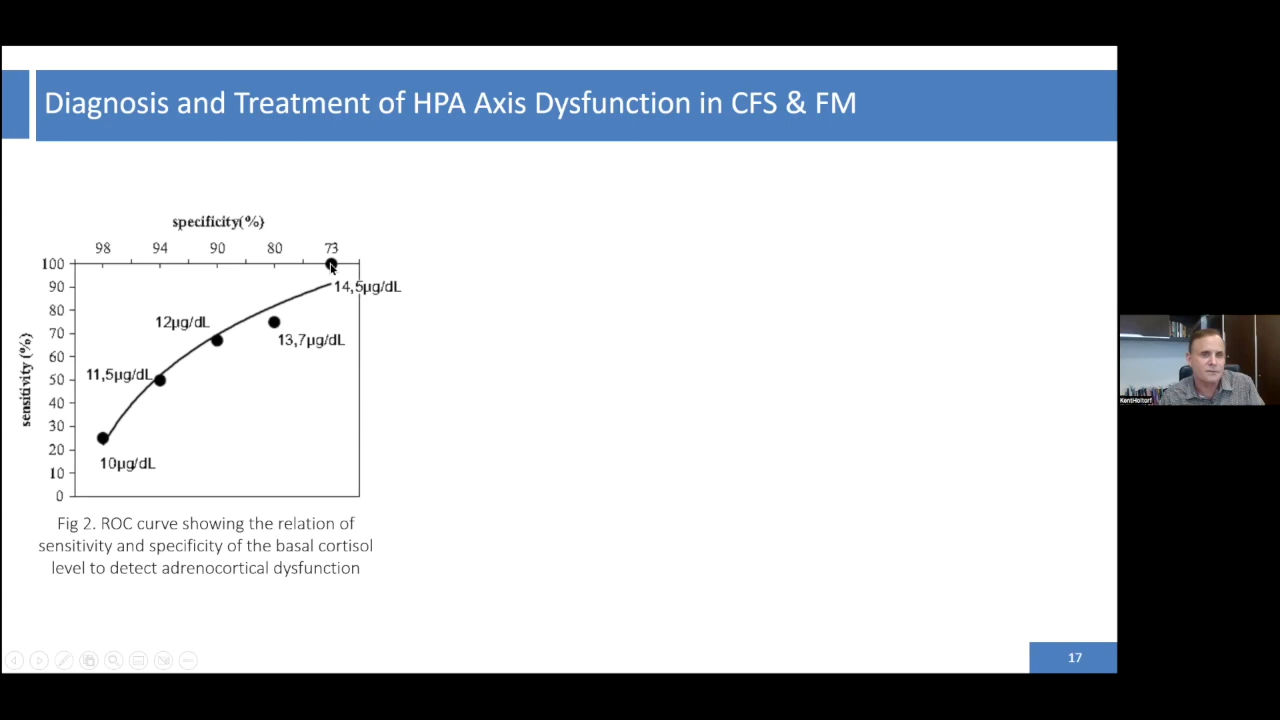 Diagnosis and Treatment of HPA Axis Dysfunction in CFS & FM
specificity(%)
98 94 90 80 73
100
90
80
70
60
50
40
30
20
10
0
sensitivity (%)
14,5µg/dL
12µg/dL
13,7µg/dL
11,5µg/dL
10µg/dL
Fig 2. ROC curve showing the relation of
sensitivity and specificity of the basal cortisol
level to detect adrenocortical dysfunction
17
KentHoltorf